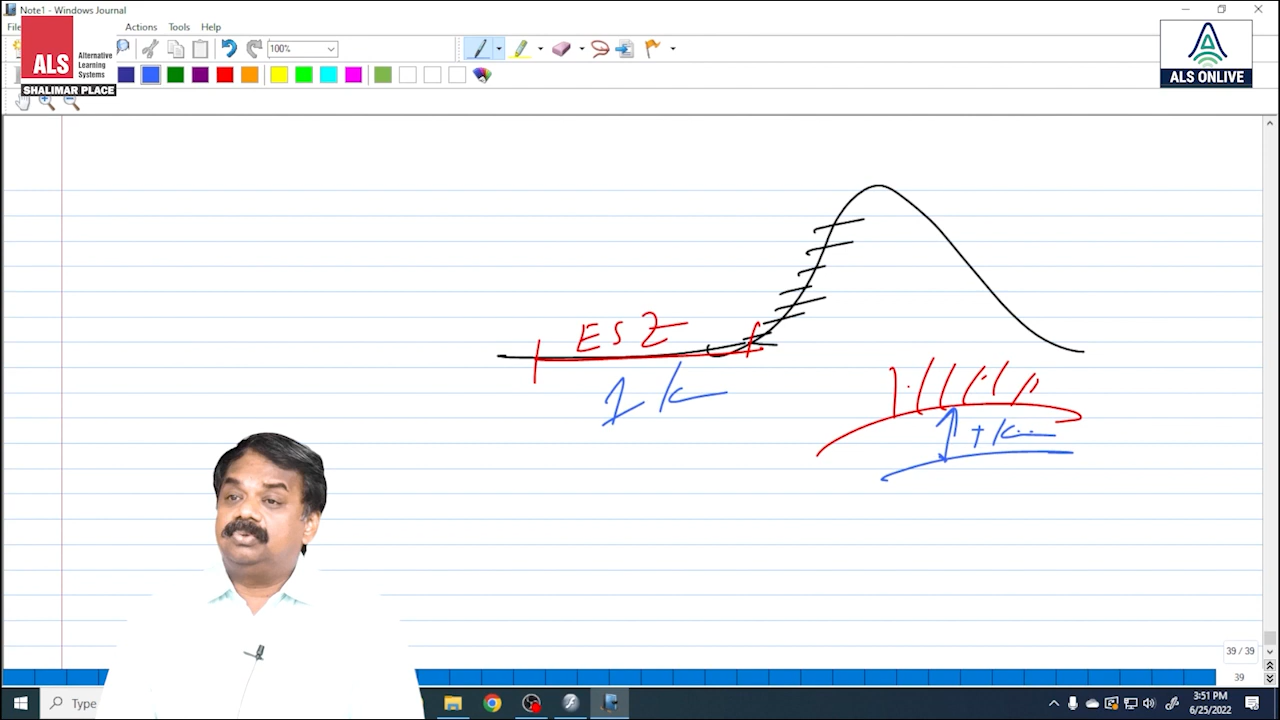 Note1 - Windows Journal
File
Actions Tools Help
100%
ALS
Alternative
Learning
Systems
SHALIMAR PLACE
ALS ONLIVE
ESZ
1 K
39 / 39
39
Type
3:51 PM
6/25/2022